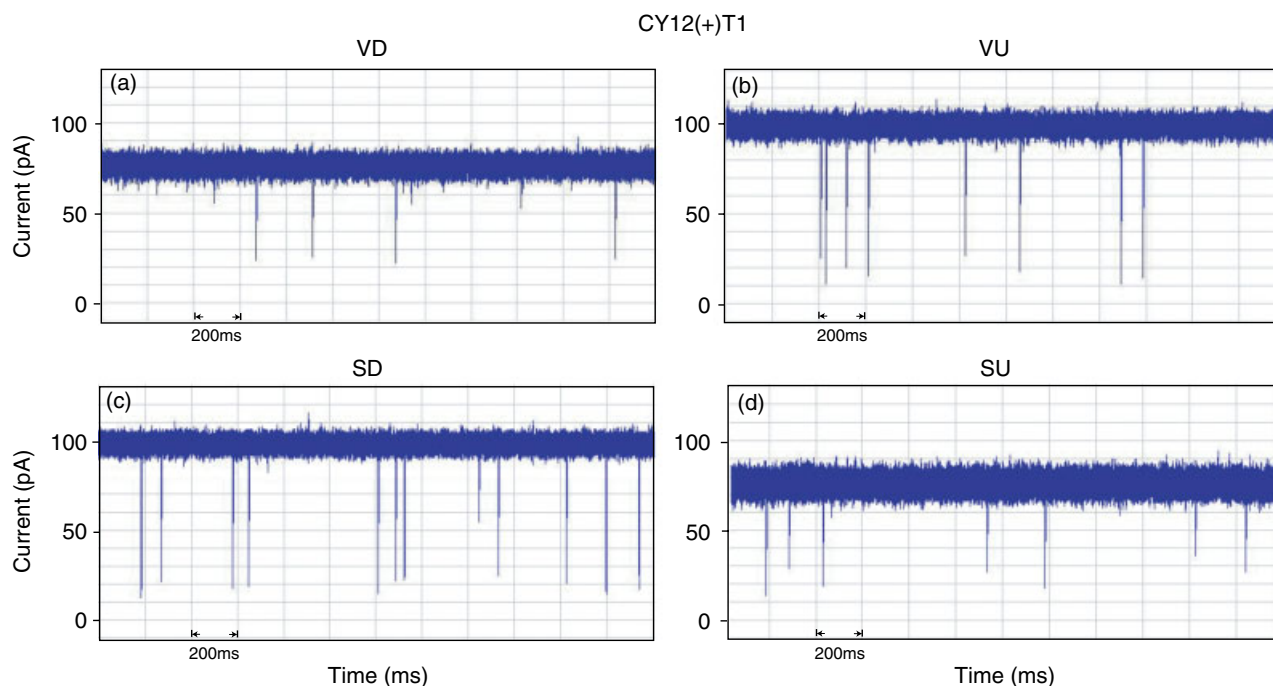 CY12(+)T1
VD
VU
(a)
(b)
100
50
0
Current (pA)
200ms
100
50
0
200ms
SD
SU
(c)
(d)
100
50
0
Current (pA)
200ms
Time (ms)
100
50
0
200ms
Time (ms)